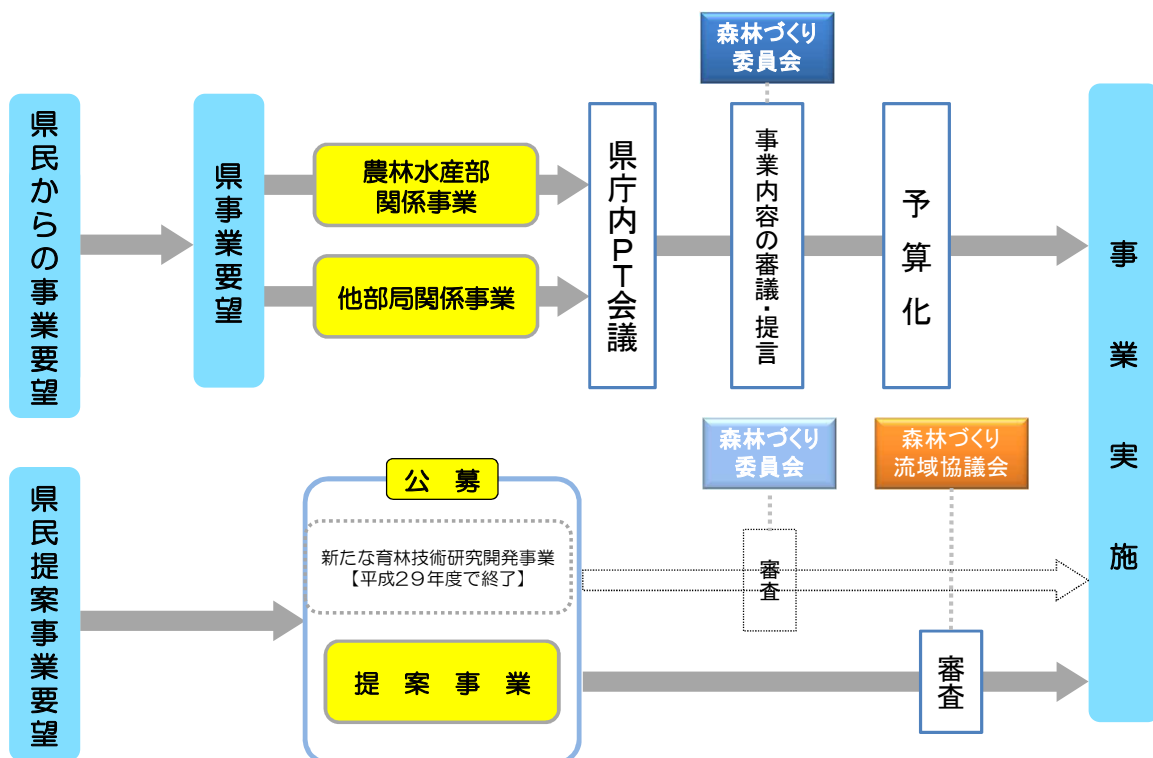 森林づくり
委員会
県民からの事業要望
県事業要望
農林水産部
関係事業
他部局関係事業
県庁内PT会議
事業内容の審議・提言
予算化
事業実施
森林づくり
委員会
森林づくり
流域協議会
県民提案事業要望
公募
新たな育林技術研究開発事業
【平成29年度で終了】
審査
提案事業
審査